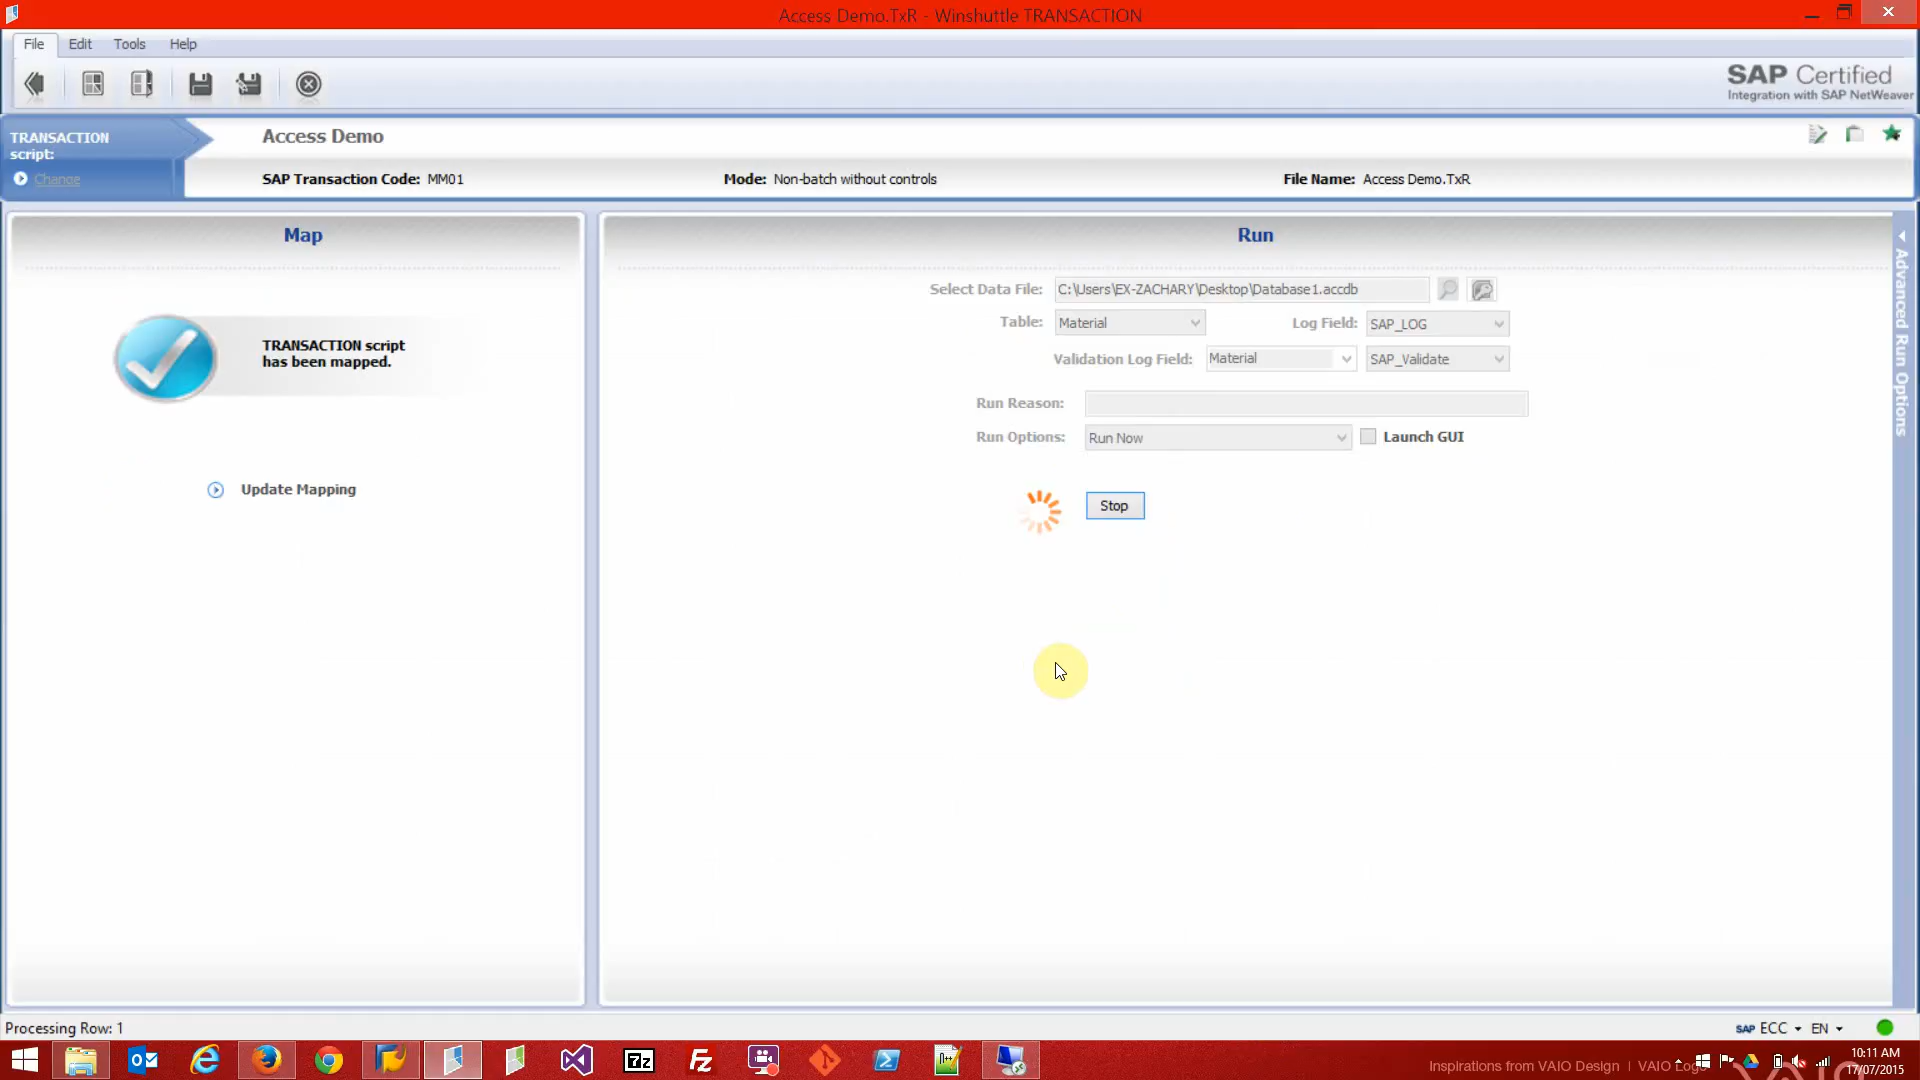 Access Demo.TxR - Winshuttle TRANSACTION
File Edit Tools Help
SAP Certified
Integration with SAP NetWeaver
TRANSACTION
script:
Change
Access Demo
SAP Transaction Code: MM01
Mode: Non-batch without controls
File Name: Access Demo.TxR
Map
TRANSACTION script
has been mapped.
Update Mapping
Run
Select Data File: C:\Users\EX-ZACHARY\Desktop\Database1.accdb
Table: Material
Log Field: SAP_LOG
Validation Log Field: Material SAP_Validate
Run Reason:
Run Options: Run Now
Launch GUI
Stop
Advanced Run Options
Processing Row: 1
SAP ECC EN
Inspirations from VAIO Design | VAIO
10:11 AM
17/07/2015